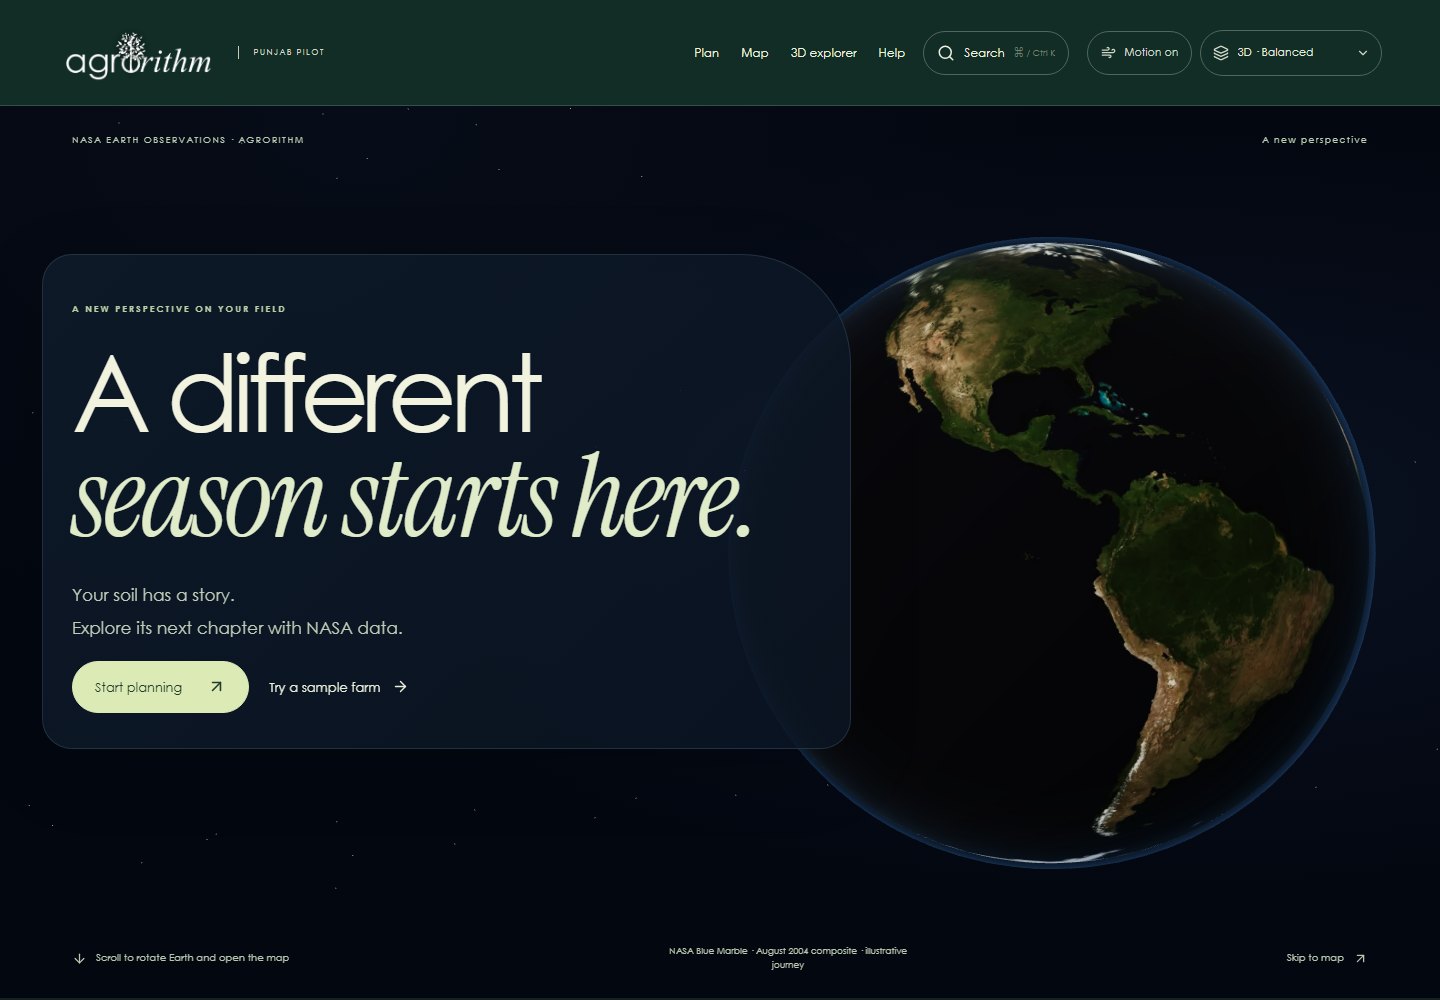 agrorithm
PUNJAB PILOT
Plan
Map
3D explorer
Help
Search ⌘ / Ctrl K
Motion on
3D · Balanced
NASA EARTH OBSERVATIONS · AGRORITHM
A new perspective
A NEW PERSPECTIVE ON YOUR FIELD
A different
season starts here.
Your soil has a story.
Explore its next chapter with NASA data.
Start planning
Try a sample farm
Scroll to rotate Earth and open the map
NASA Blue Marble · August 2004 composite · illustrative
journey
Skip to map